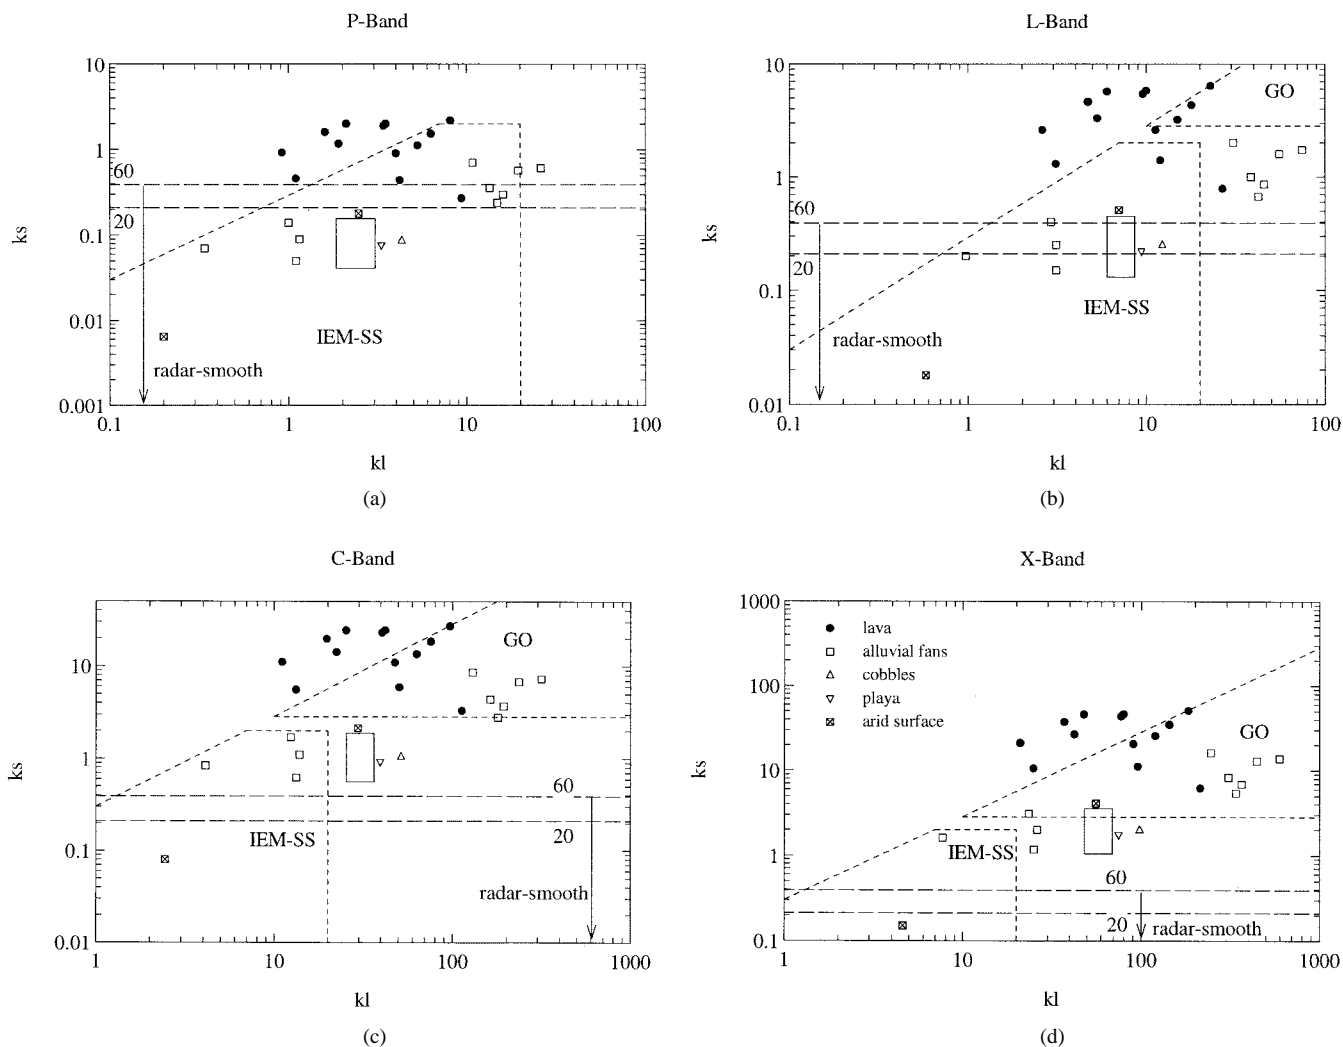 P-Band
10
1
0.1
0.01
0.001
ks
60
20
IEM-SS
radar-smooth
0.1 1 10 100
kl
(a)
L-Band
10
1
0.1
0.01
ks
GO
60
20
IEM-SS
radar-smooth
0.1 1 10 100
kl
(b)
C-Band
10
1
0.1
0.01
ks
GO
60
20
IEM-SS
radar-smooth
1 10 100 1000
kl
(c)
X-Band
1000
100
10
1
0.1
ks
lava
alluvial fans
cobbles
playa
arid surface
GO
IEM-SS
60
20
radar-smooth
1 10 100 1000
kl
(d)